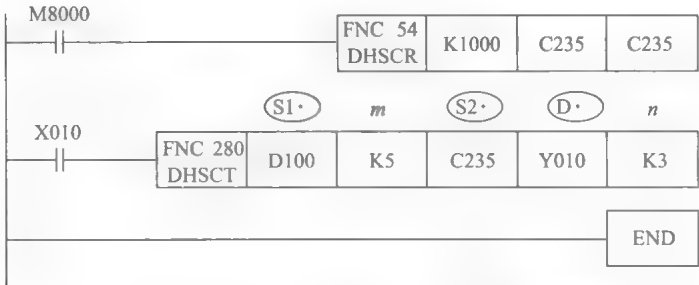 M8000
FNC 54
DHSCR
K1000
C235
C235
S1·
m
S2·
D·
n
X010
FNC 280
DHSCT
D100
K5
C235
Y010
K3
END